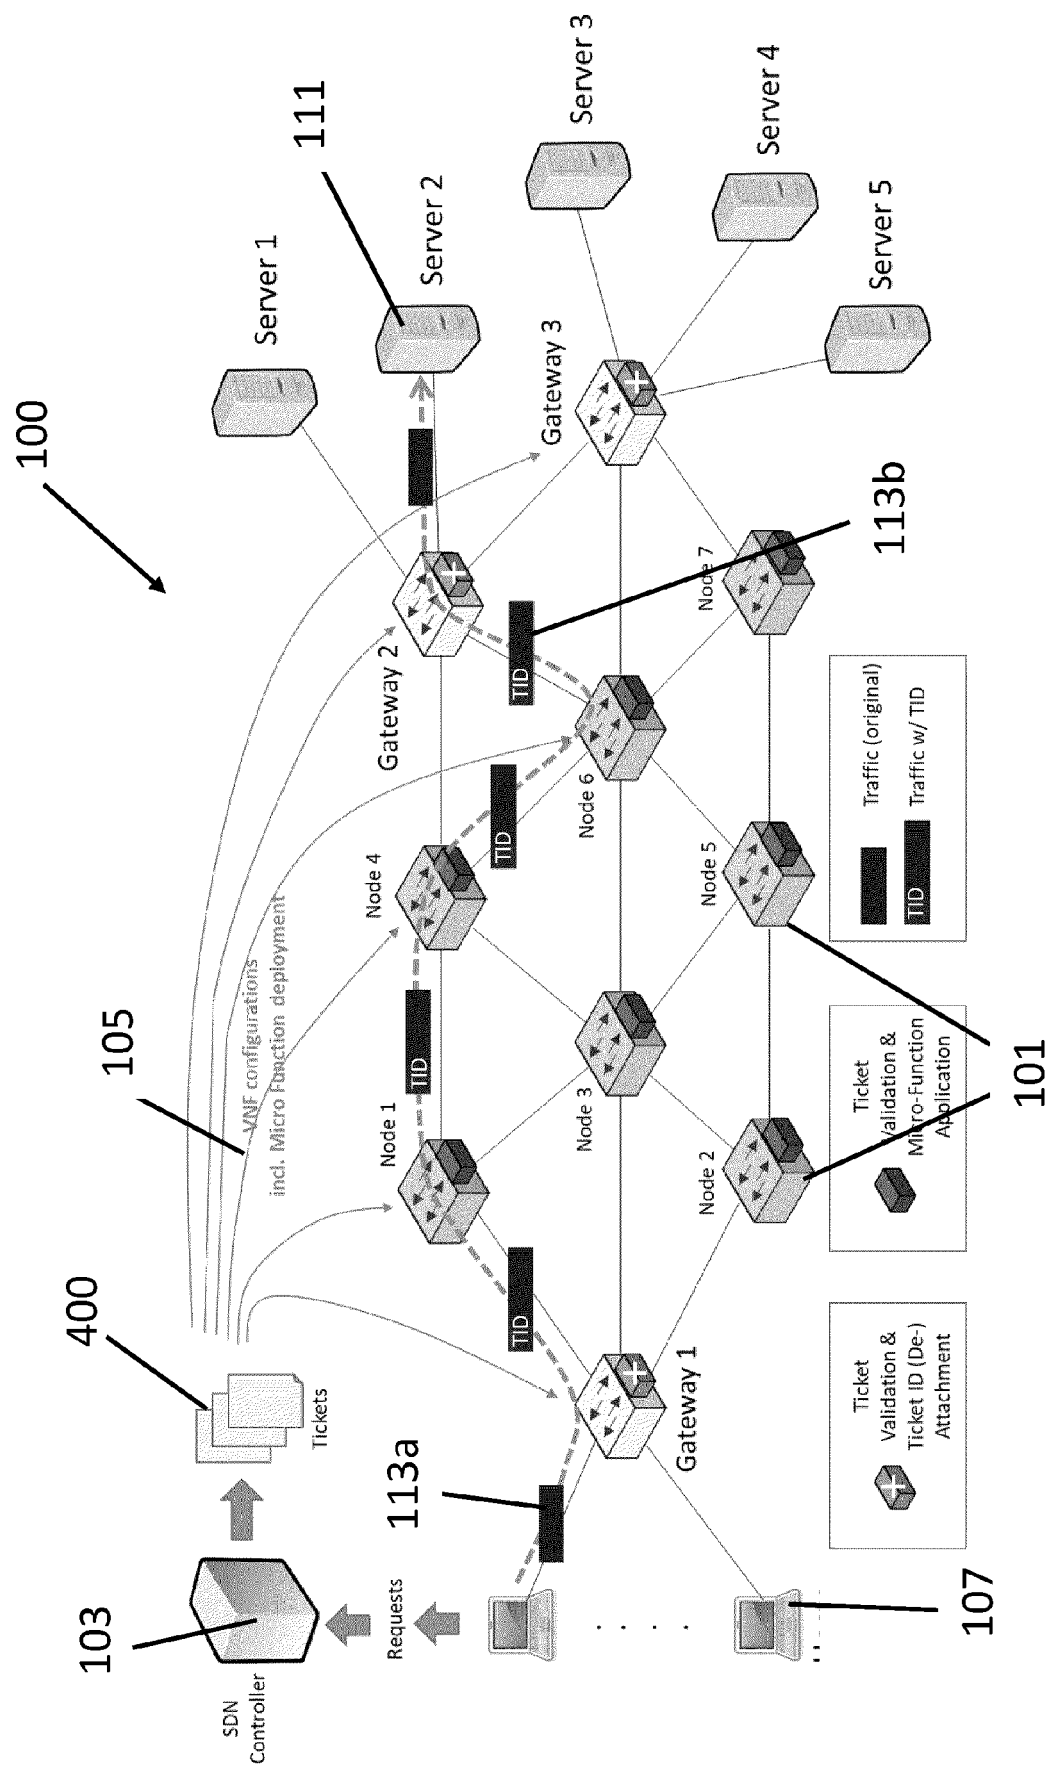 100
103
SDN
Controller
400
Tickets
105
VNF configurations
incl. Micro Function deployment
Server 1
111
Server 2
Server 3
Server 4
Server 5
Requests
113a
TID
Node 1
TID
Node 4
TID
Gateway 2
TID
113b
Gateway 3
Gateway 1
Node 3
Node 6
Node 2
Node 5
Node 7
107
101
Ticket
Validation &
Ticket ID (De-)
Attachment
Ticket
Validation &
Micro-Function
Application
Traffic (original)
TID
Traffic w/ TID